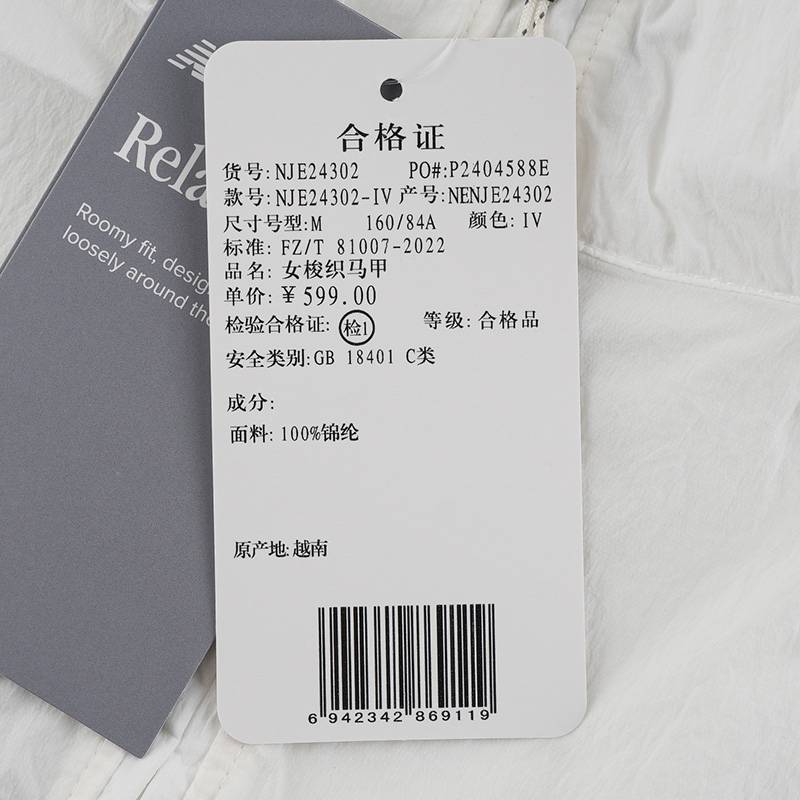 Rela
Roomy fit, desig
loosely around the
合格证
货号: NJE24302 PO#:P2404588E
款号: NJE24302-IV 产号: NENJE24302
尺寸号型:M 160/84A 颜色: IV
标准: FZ/T 81007-2022
品名: 女梭织马甲
单价: ¥ 599.00
检验合格证: 检1 等级: 合格品
安全类别:GB 18401 C类
成分:
面料: 100%锦纶
原产地:越南
6 942342 869119